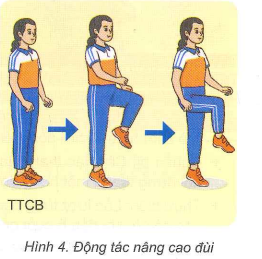 TTCB
Hình 4. Động tác nâng cao đùi